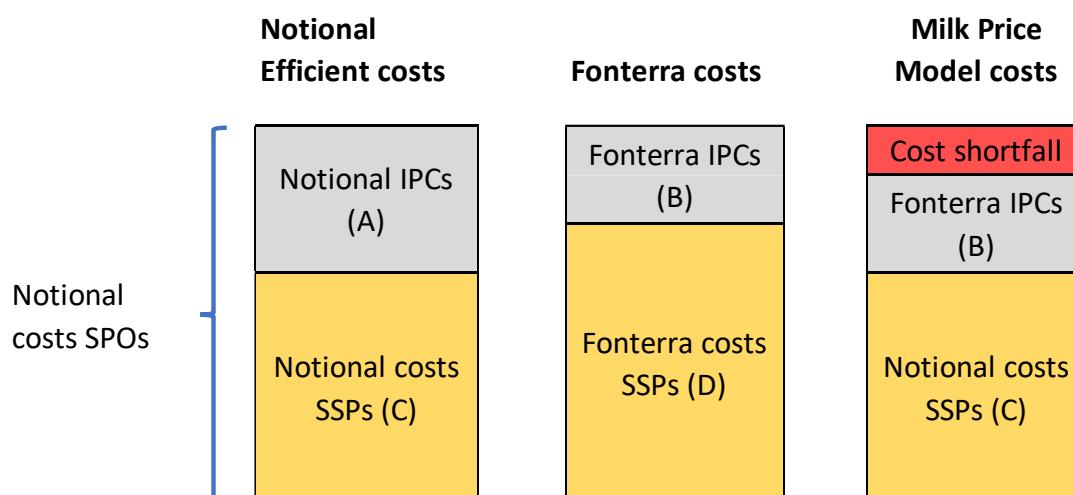 Notional
Efficient costs
Fonterra costs
Milk Price
Model costs
Notional
costs SPOs
Notional IPCs
(A)
Notional costs
SSPs (C)
Fonterra IPCs
(B)
Fonterra costs
SSPs (D)
Cost shortfall
Fonterra IPCs
(B)
Notional costs
SSPs (C)